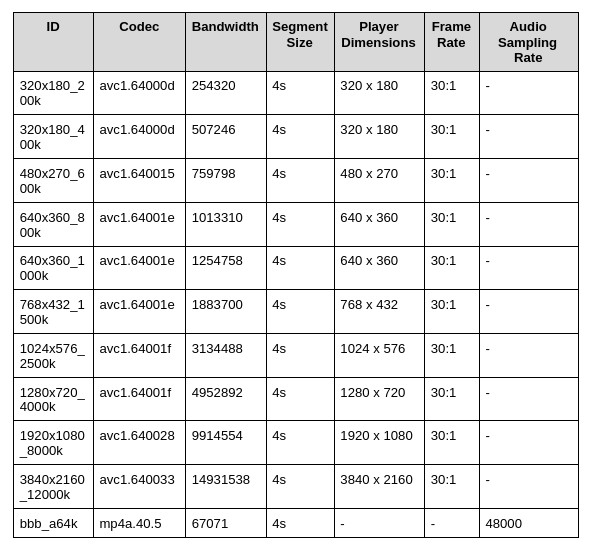 ID Codec Bandwidth Segment Size Player Dimensions Frame Rate Audio Sampling Rate
320x180_200k avc1.64000d 254320 4s 320 x 180 30:1 -
320x180_400k avc1.64000d 507246 4s 320 x 180 30:1 -
480x270_600k avc1.640015 759798 4s 480 x 270 30:1 -
640x360_800k avc1.64001e 1013310 4s 640 x 360 30:1 -
640x360_1000k avc1.64001e 1254758 4s 640 x 360 30:1 -
768x432_1500k avc1.64001e 1883700 4s 768 x 432 30:1 -
1024x576_2500k avc1.64001f 3134488 4s 1024 x 576 30:1 -
1280x720_4000k avc1.64001f 4952892 4s 1280 x 720 30:1 -
1920x1080_8000k avc1.640028 9914554 4s 1920 x 1080 30:1 -
3840x2160_12000k avc1.640033 14931538 4s 3840 x 2160 30:1 -
bbb_a64k mp4a.40.5 67071 4s - - 48000